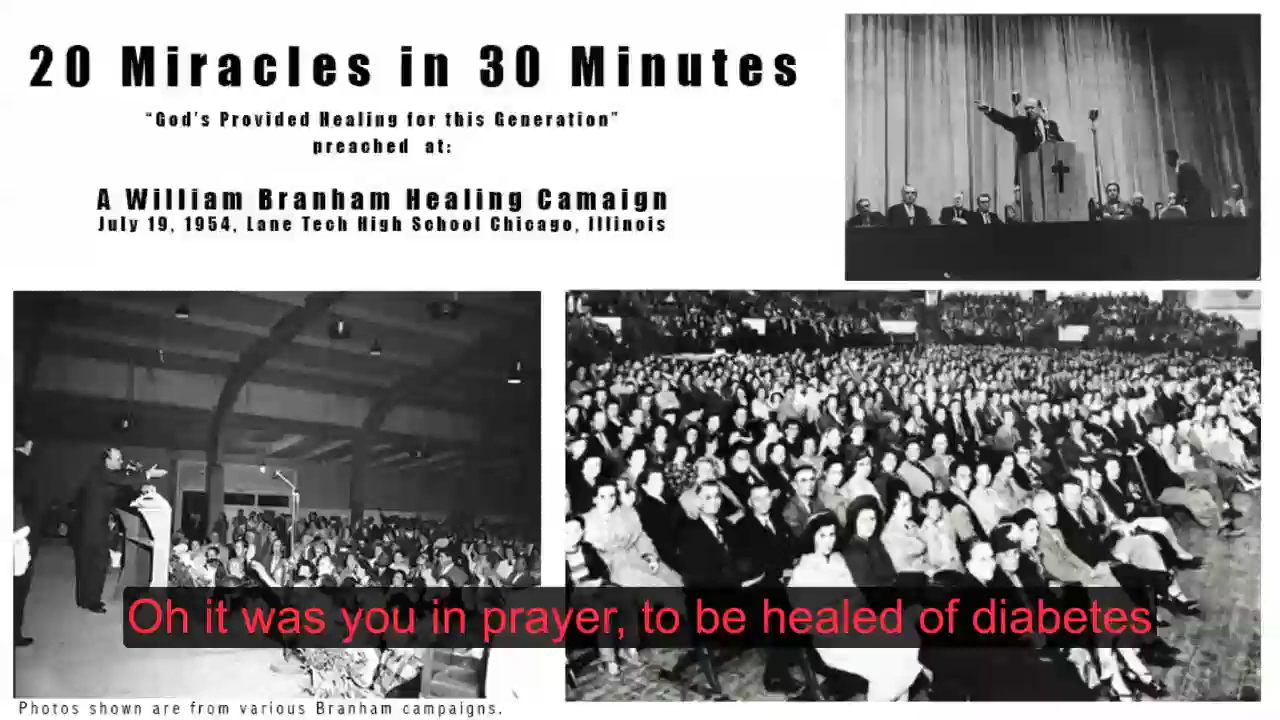 20 Miracles in 30 Minutes
“God's Provided Healing for this Generation”
preached at:
A William Branham Healing Camaign
July 19, 1954, Lane Tech High School Chicago, Illinois
Oh it was you in prayer, to be healed of diabetes
Photos shown are from various Branham campaigns.